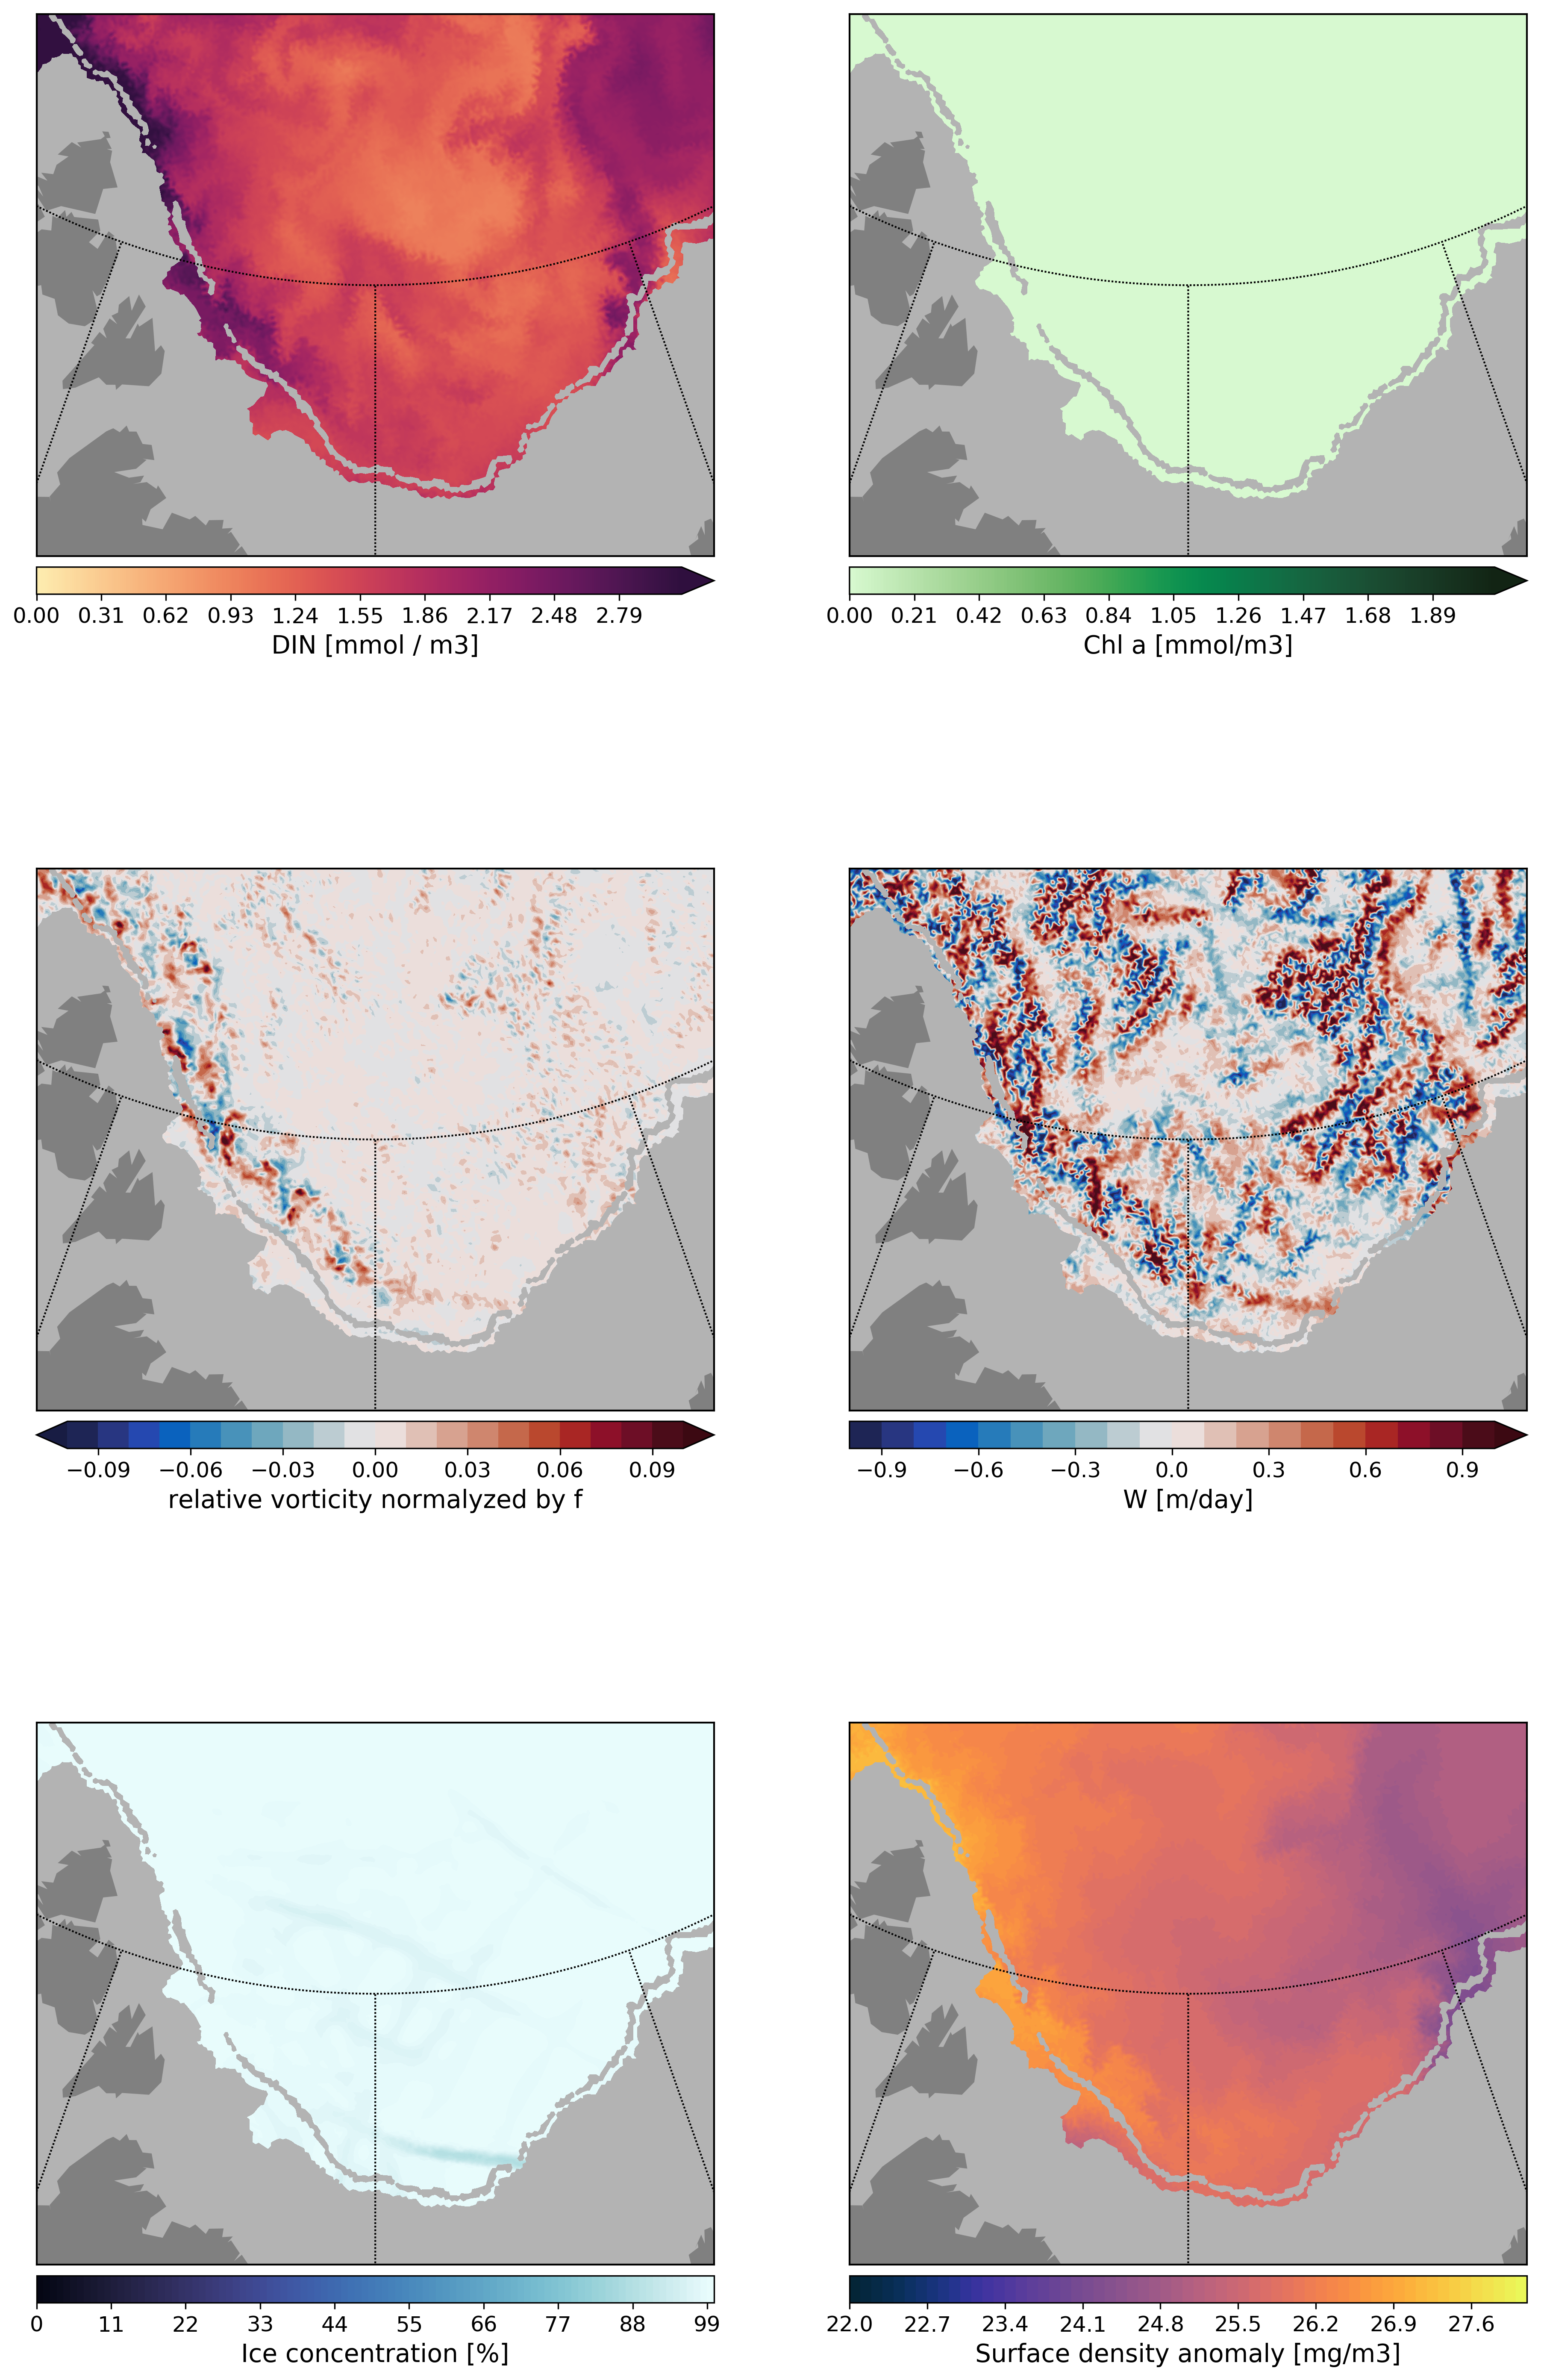 0.00 0.31 0.62 0.93 1.24 1.55 1.86 2.17 2.48 2.79
DIN [mmol / m3]
0.00 0.21 0.42 0.63 0.84 1.05 1.26 1.47 1.68 1.89
Chl a [mmol/m3]
−0.09 −0.06 −0.03 0.00 0.03 0.06 0.09
relative vorticity normalyzed by f
−0.9 −0.6 −0.3 0.0 0.3 0.6 0.9
W [m/day]
0 11 22 33 44 55 66 77 88 99
Ice concentration [%]
22.0 22.7 23.4 24.1 24.8 25.5 26.2 26.9 27.6
Surface density anomaly [mg/m3]